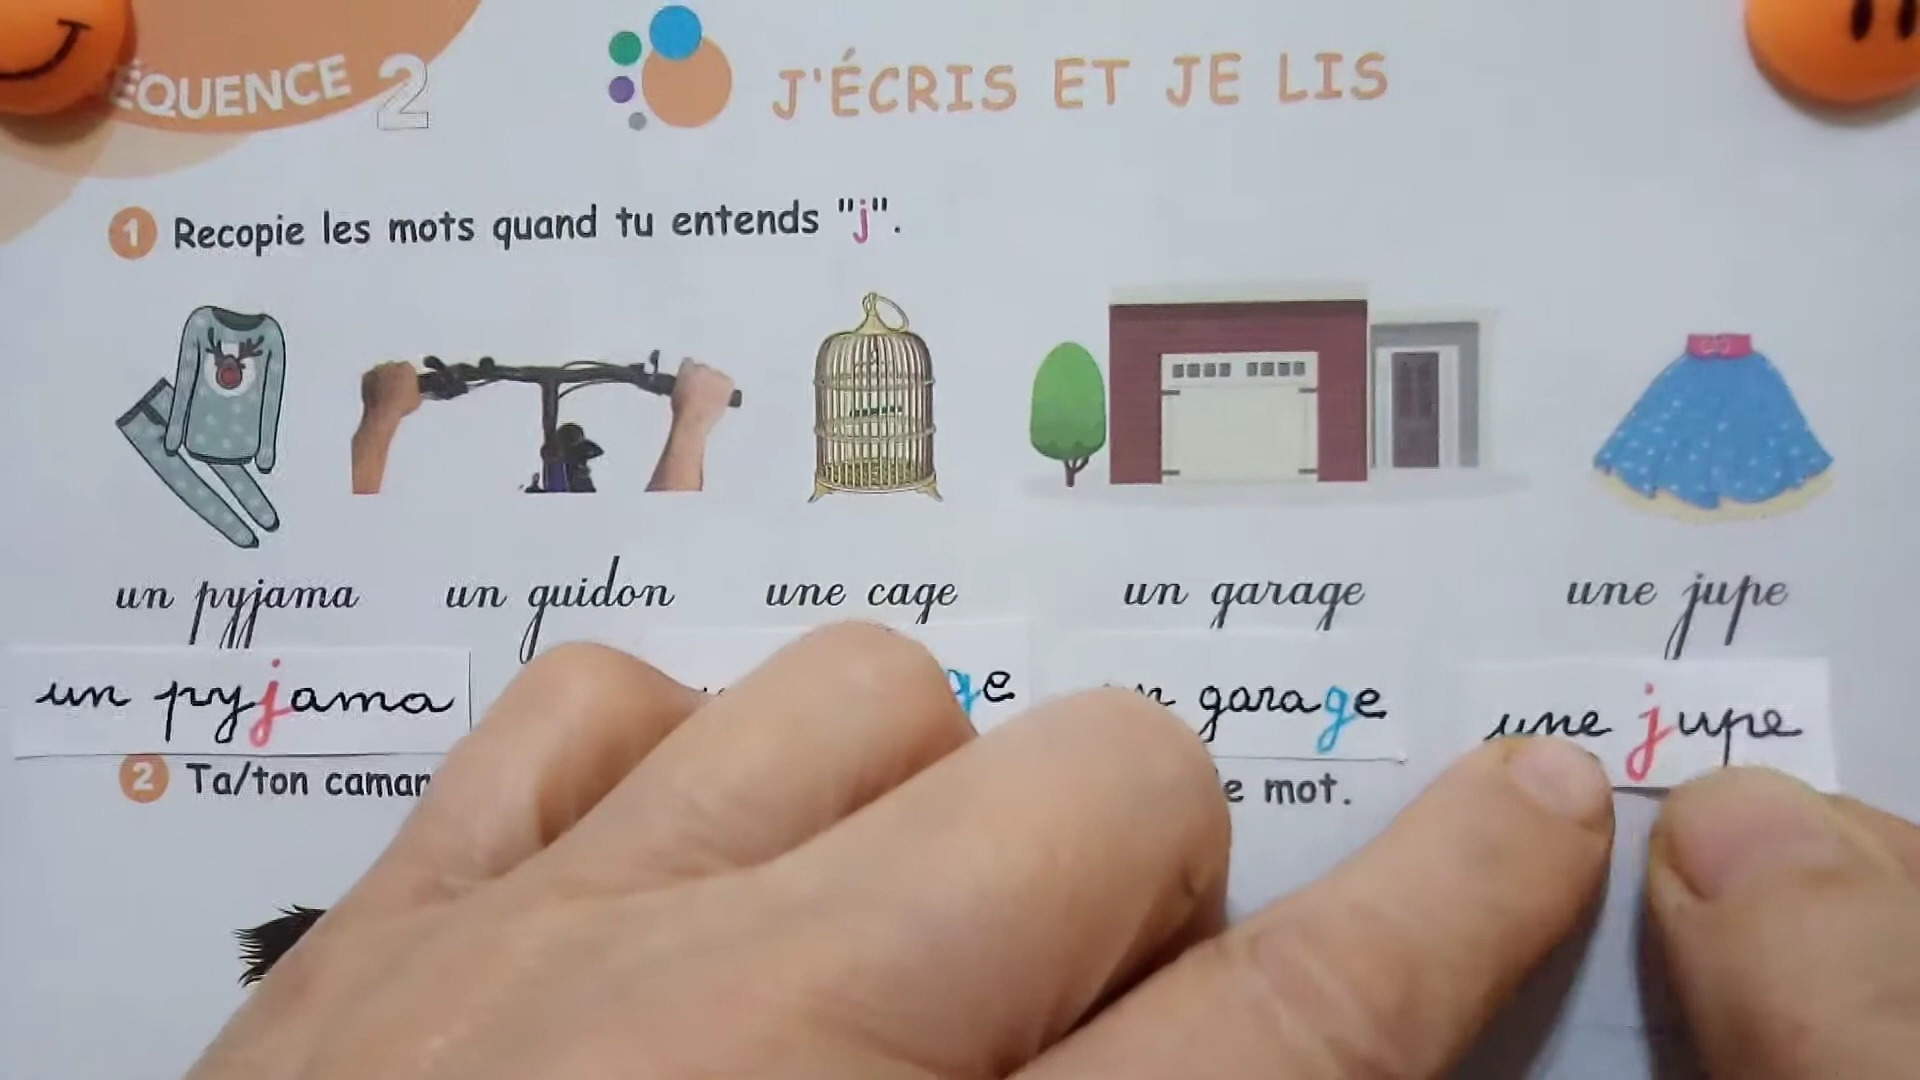 ÉQUENCE 2
J'ÉCRIS ET JE LIS
1 Recopie les mots quand tu entends "j".
un pyjama un guidon une cage un garage une jupe
un pyjama ge garage une jupe
2 Ta/ton camar e mot.